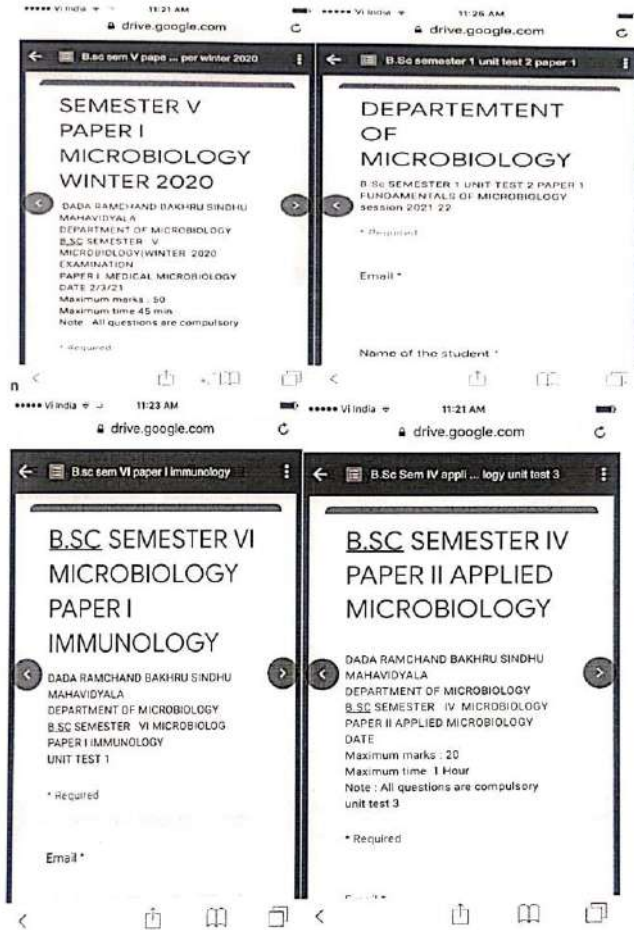 Vi India 11:21 AM
drive.google.com
B.sc sem V pape ... per winter 2020
SEMESTER V
PAPER I
MICROBIOLOGY
WINTER 2020
DADA RAMCHAND BAKHRU SINDHU
MAHAVIDYALA
DEPARTMENT OF MICROBIOLOGY
B.SC SEMESTER V
MICROBIOLOGY(WINTER 2020
EXAMINATION
PAPER I MEDICAL MICROBIOLOGY
DATE 2/3/21
Maximum marks : 50
Maximum time 45 min
Note : All questions are compulsory
* Required
n
Vi India 11:26 AM
drive.google.com
B.Sc semester 1 unit test 2 paper 1
DEPARTEMTENT
OF
MICROBIOLOGY
B.Sc SEMESTER 1 UNIT TEST 2 PAPER 1
FUNDAMENTALS OF MICROBIOLOGY
session 2021 22
* Required
Email *
Name of the student *
Vi India 11:23 AM
drive.google.com
B.sc sem VI paper I immunology
B.SC SEMESTER VI
MICROBIOLOGY
PAPER I
IMMUNOLOGY
DADA RAMCHAND BAKHRU SINDHU
MAHAVIDYALA
DEPARTMENT OF MICROBIOLOGY
B.SC SEMESTER VI MICROBIOLOG
PAPER I IMMUNOLOGY
UNIT TEST 1
* Required
Email *
Vi India 11:21 AM
drive.google.com
B.Sc Sem IV appli ... logy unit test 3
B.SC SEMESTER IV
PAPER II APPLIED
MICROBIOLOGY
DADA RAMCHAND BAKHRU SINDHU
MAHAVIDYALA
DEPARTMENT OF MICROBIOLOGY
B.SC SEMESTER IV MICROBIOLOGY
PAPER II APPLIED MICROBIOLOGY
DATE
Maximum marks : 20
Maximum time 1 Hour
Note : All questions are compulsory
unit test 3
* Required